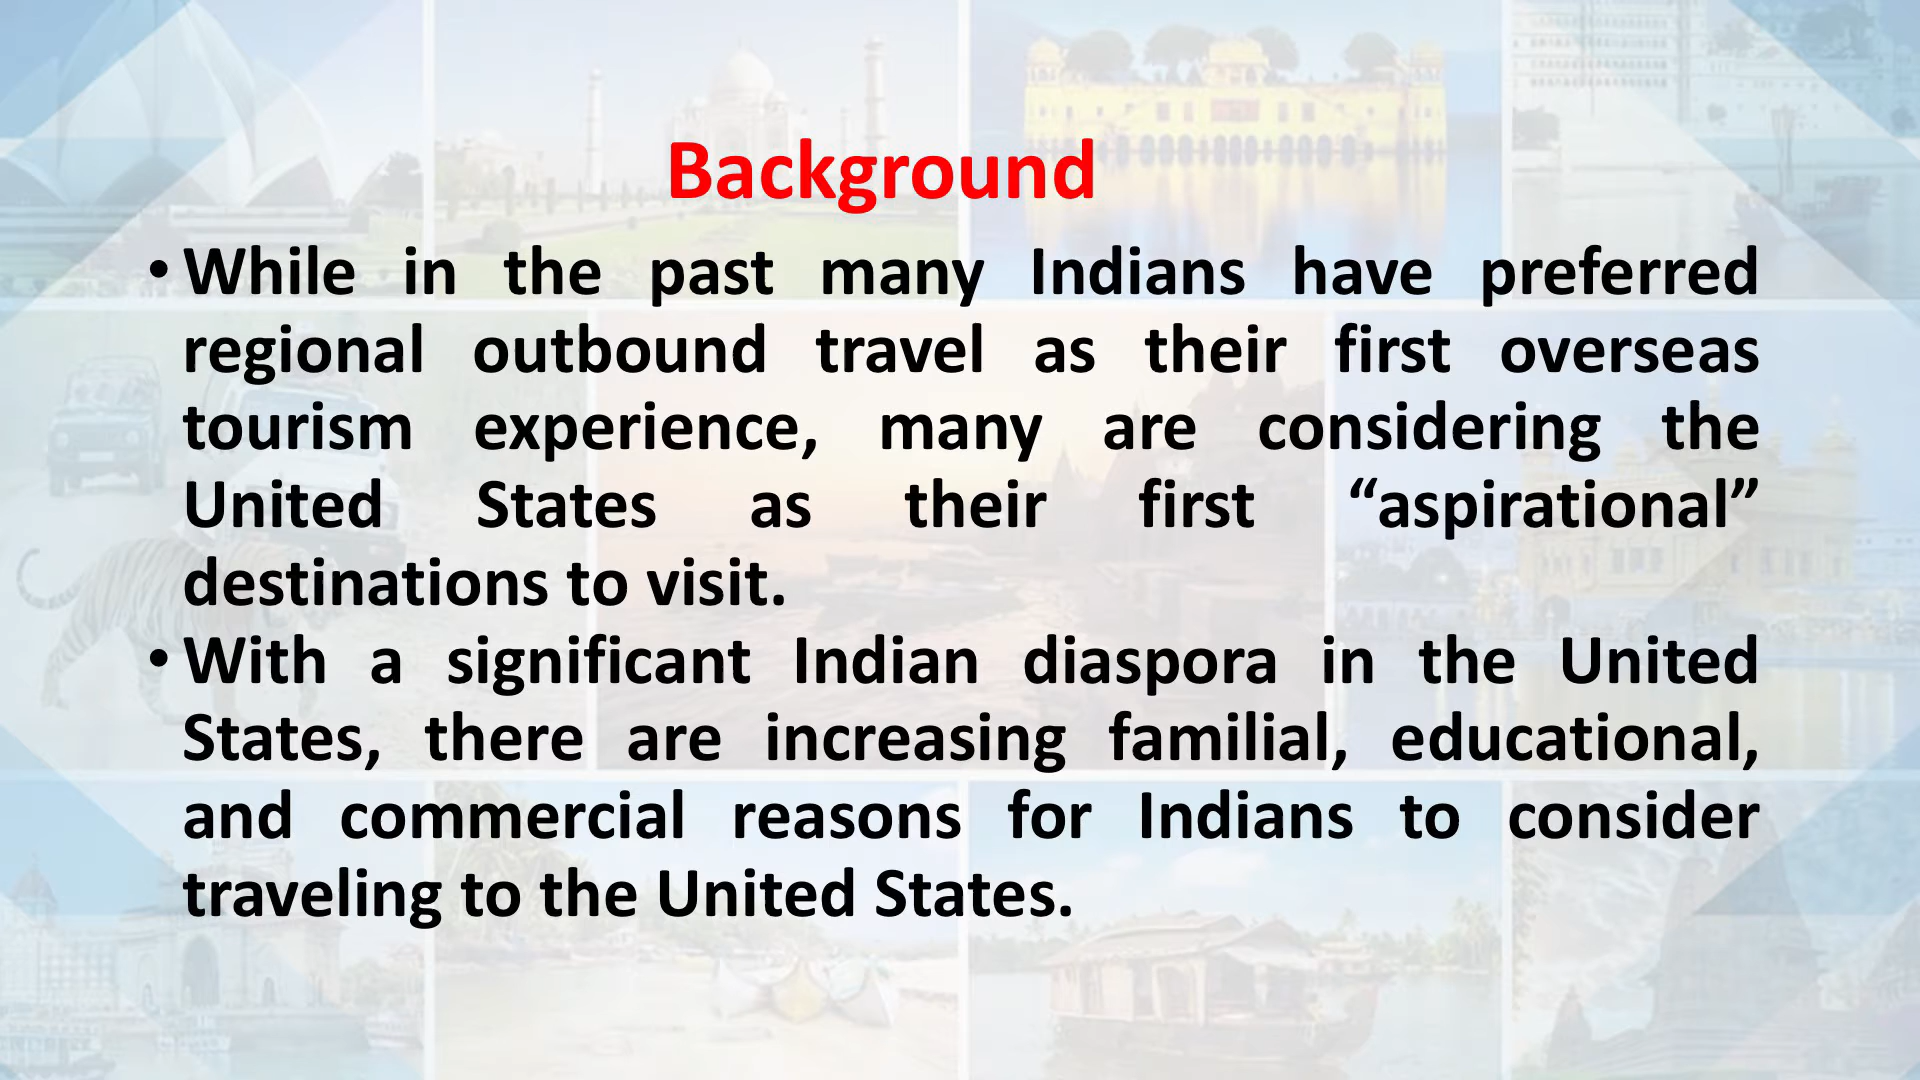 Background
• While in the past many Indians have preferred
regional outbound travel as their first overseas
tourism experience, many are considering the
United States as their first “aspirational”
destinations to visit.
• With a significant Indian diaspora in the United
States, there are increasing familial, educational,
and commercial reasons for Indians to consider
traveling to the United States.